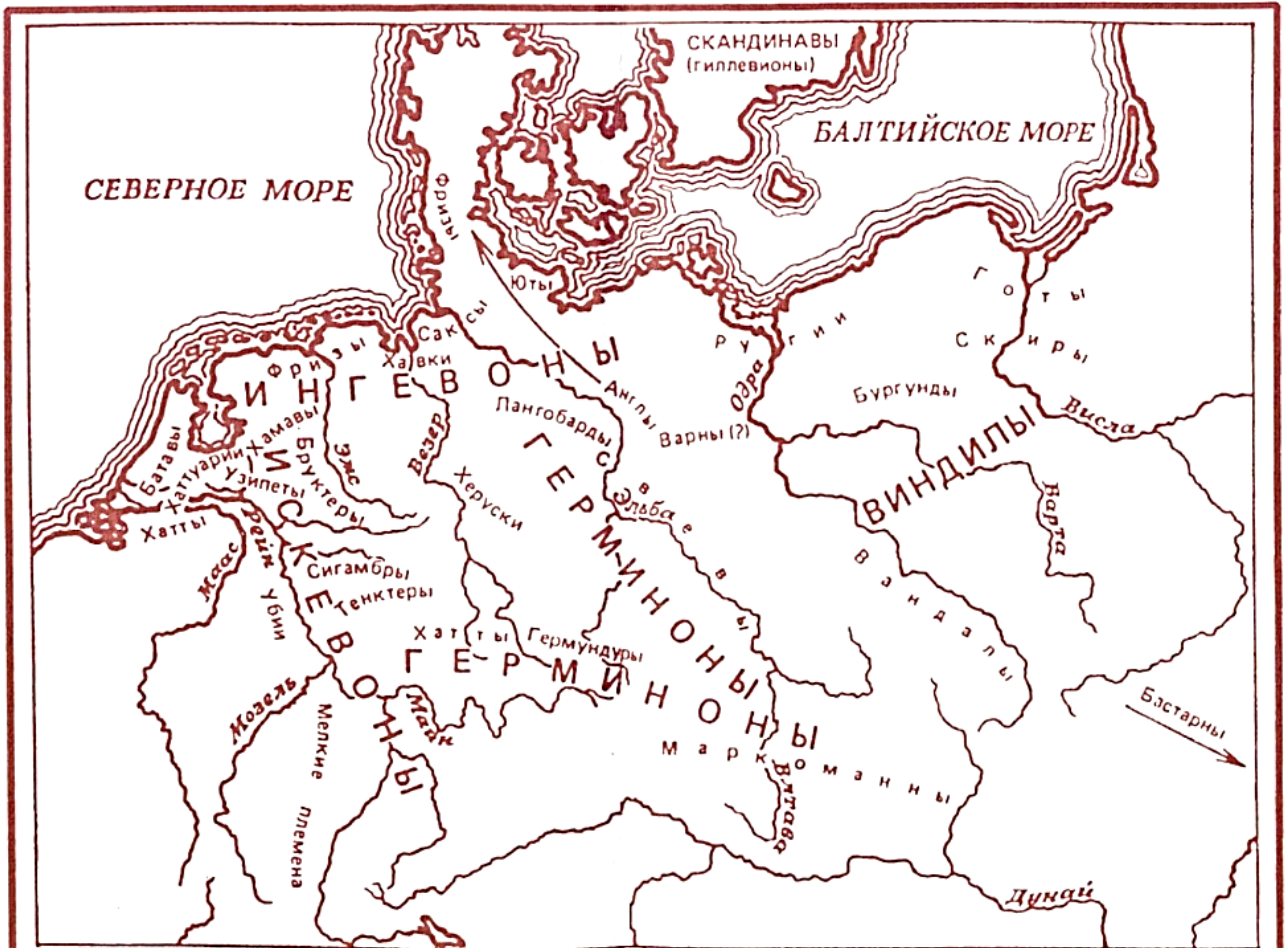 СКАНДИНАВЫ
(гиллевионы)
БАЛТИЙСКОЕ МОРЕ
СЕВЕРНОЕ МОРЕ
Фризы
Юты
Саксы
Готы
Ругии
Скиры
Фризы
Хавки
ИНГЕВОНЫ
Англы
Одра
Бургунды
Висла
Лангобарды
Варны (?)
Батавы
Хаттуарии
Хамавы
Узипеты
Бруктеры
Эмс
Везер
Херуски
Свевы
Эльба
ГЕРМИНОНЫ
ВИНДИЛЫ
Варта
Вандалы
Хатты
Маас
Рейн
ИСКЕВОНЫ
Сигамбры
Тенктеры
Убии
Хатты
Гермундуры
ГЕРМИНОНЫ
Мозель
Майн
Мелкие племена
Маркоманны
Влтава
Бастарны
Дунай